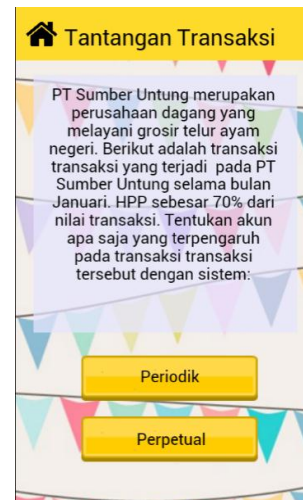 Tantangan Transaksi
PT Sumber Untung merupakan
perusahaan dagang yang
melayani grosir telur ayam
negeri. Berikut adalah transaksi
transaksi yang terjadi pada PT
Sumber Untung selama bulan
Januari. HPP sebesar 70% dari
nilai transaksi. Tentukan akun
apa saja yang terpengaruh
pada transaksi transaksi
tersebut dengan sistem:
Periodik
Perpetual